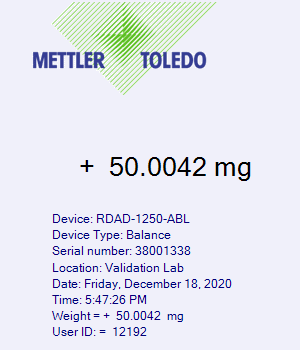 METTLER TOLEDO
+ 50.0042 mg
Device: RDAD-1250-ABL
Device Type: Balance
Serial number: 38001338
Location: Validation Lab
Date: Friday, December 18, 2020
Time: 5:47:26 PM
Weight = + 50.0042 mg
User ID: = 12192